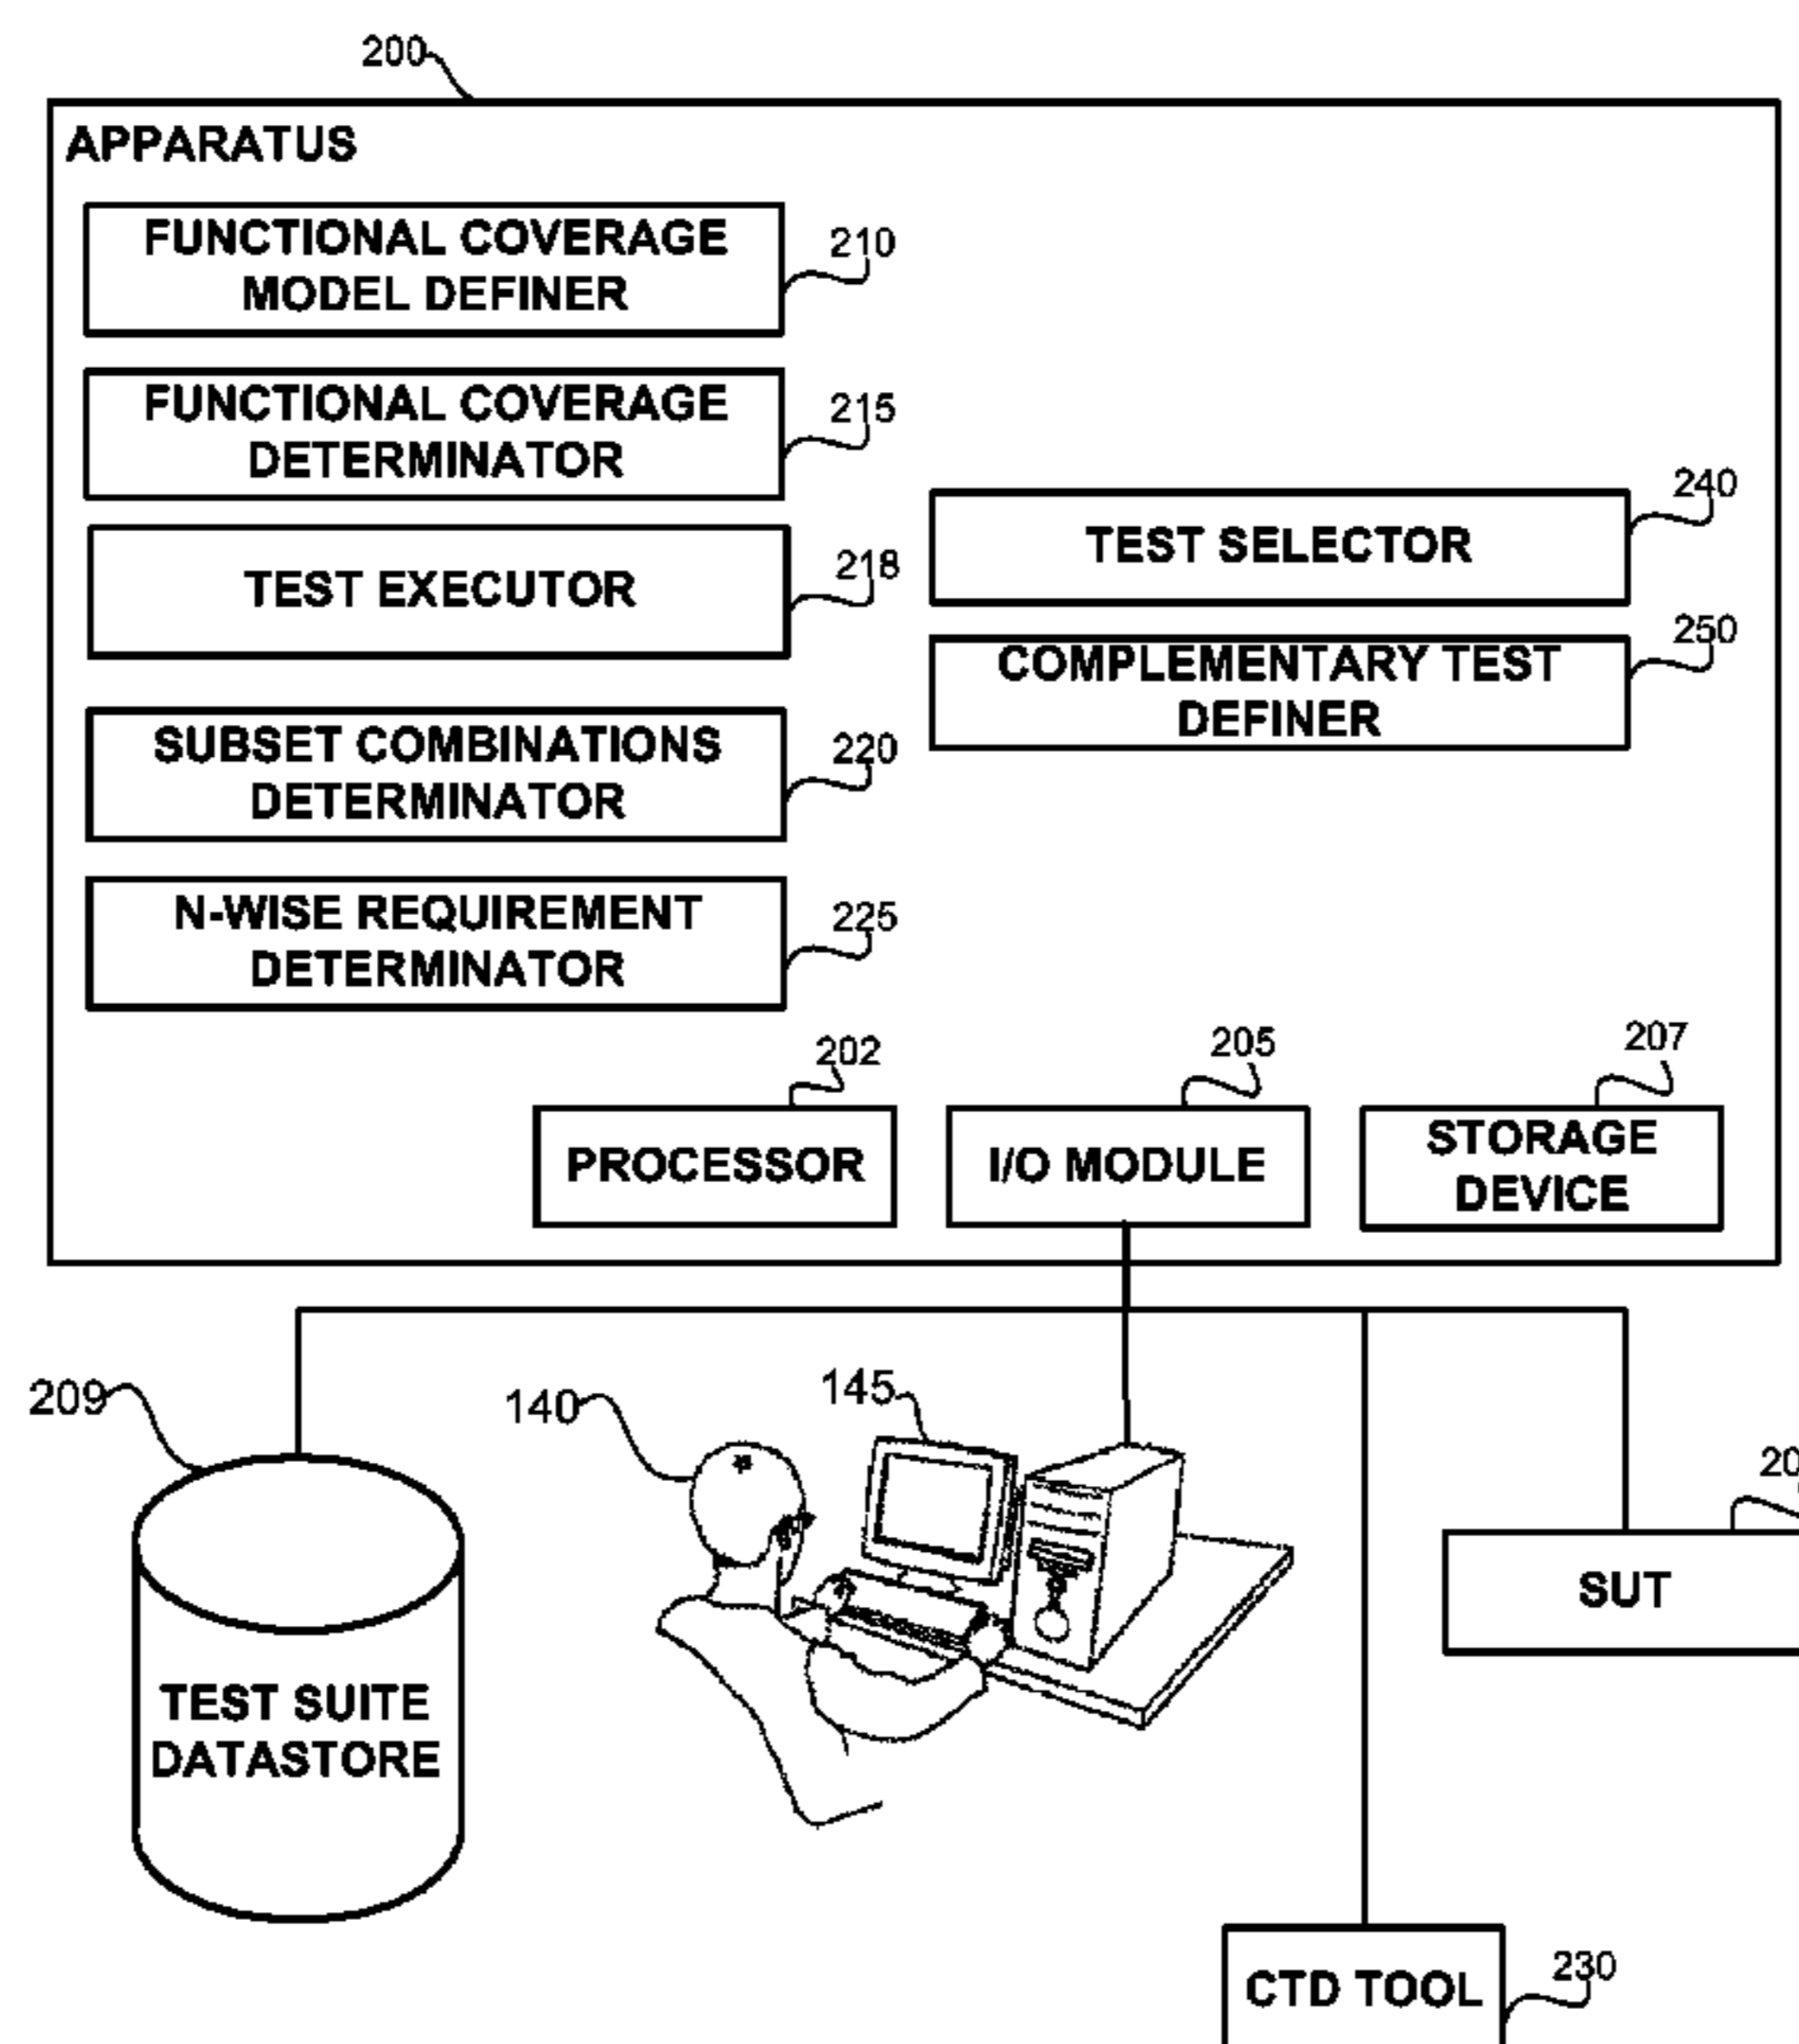 200
APPARATUS
FUNCTIONAL COVERAGE
MODEL DEFINER
210
FUNCTIONAL COVERAGE
DETERMINATOR
215
TEST EXECUTOR
218
SUBSET COMBINATIONS
DETERMINATOR
220
N-WISE REQUIREMENT
DETERMINATOR
225
TEST SELECTOR
240
COMPLEMENTARY TEST
DEFINER
250
202
PROCESSOR
205
I/O MODULE
207
STORAGE
DEVICE
209
TEST SUITE
DATASTORE
140
145
SUT
CTD TOOL
230